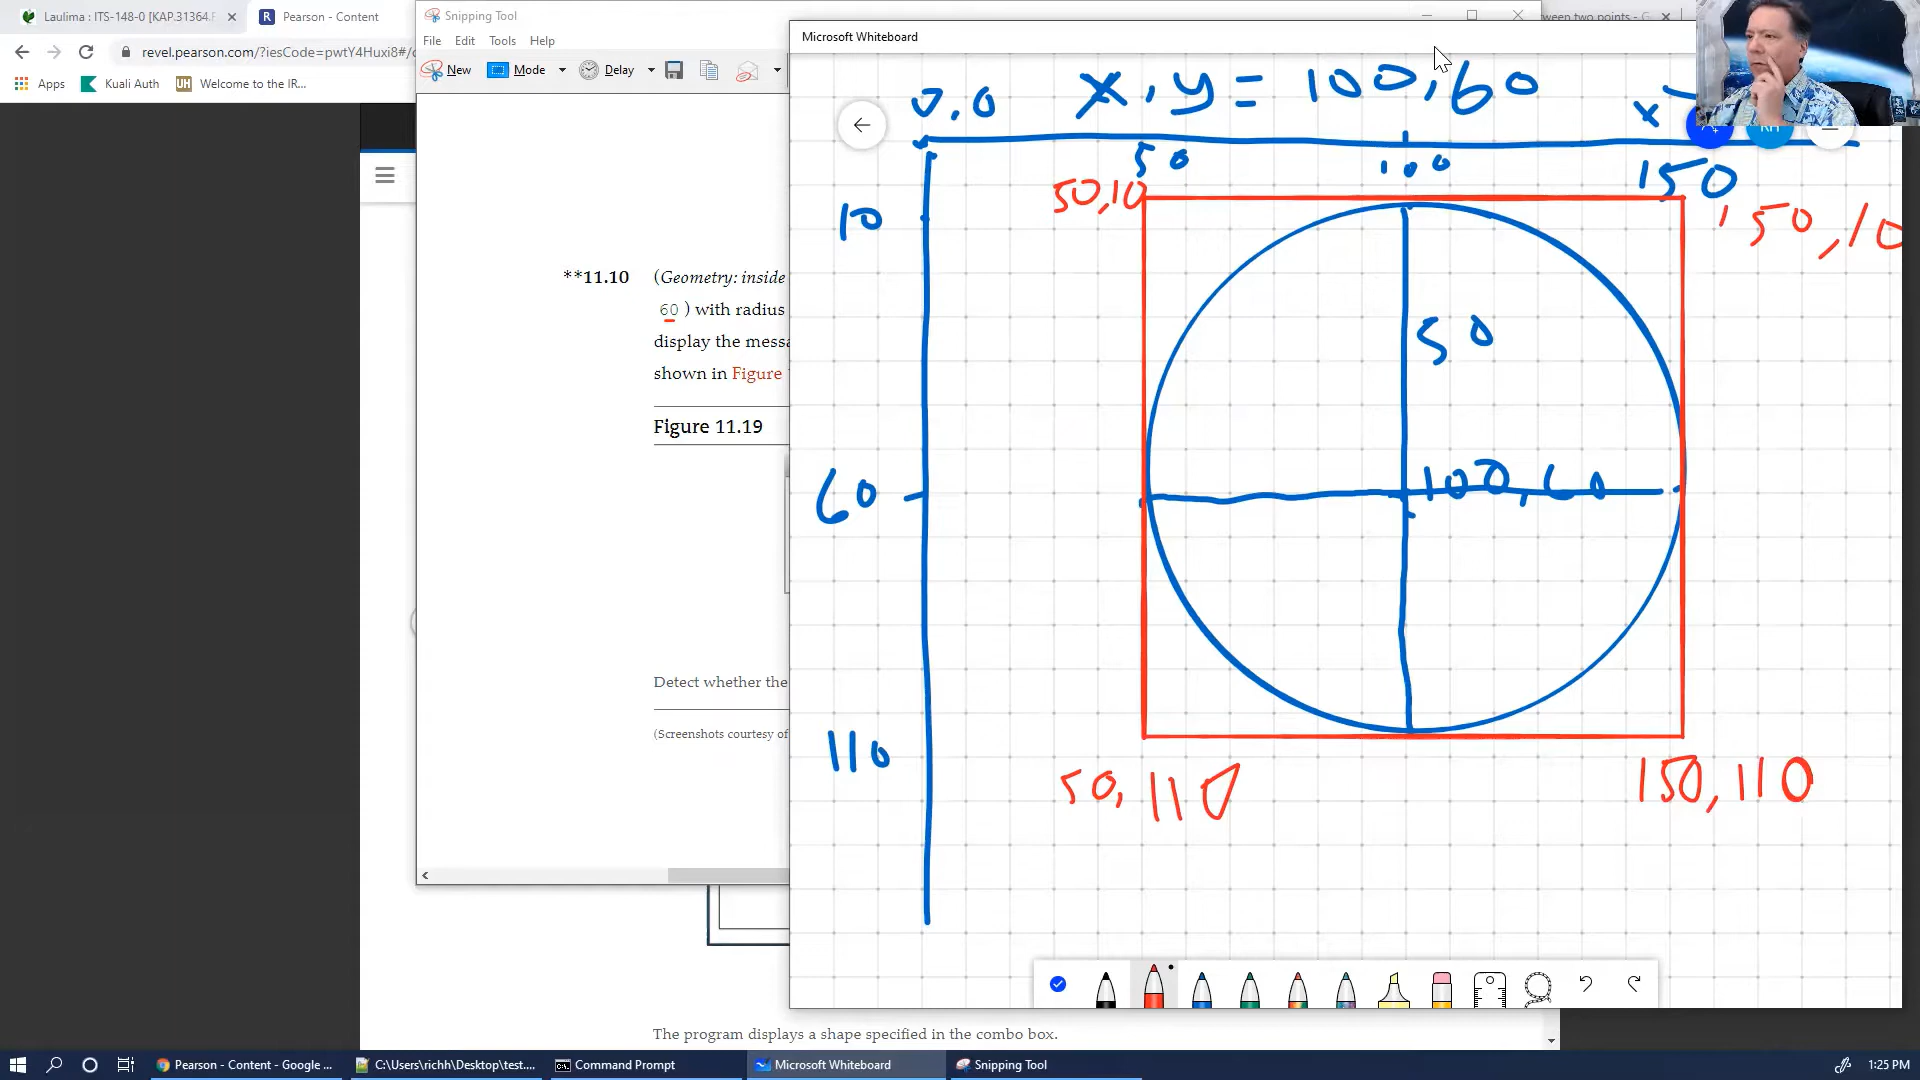 Laulima : ITS-148-0 [KAP.31364.F
Pearson - Content
Snipping Tool
ween two points - G
revel.pearson.com/?iesCode=pwtY4Huxi8#/c
File Edit Tools Help
Microsoft Whiteboard
Apps
Kuali Auth
Welcome to the IR...
New
Mode
Delay
0,0
x,y = 100,60
x
50
100
150
50,10
150,10
10
**11.10
(Geometry: inside
60 ) with radius
display the messa
shown in Figure
50
Figure 11.19
100,60
60
Detect whether the
(Screenshots courtesy of
110
50,110
150,110
The program displays a shape specified in the combo box.
Pearson - Content - Google ...
C:\Users\richh\Desktop\test....
Command Prompt
Microsoft Whiteboard
Snipping Tool
1:25 PM